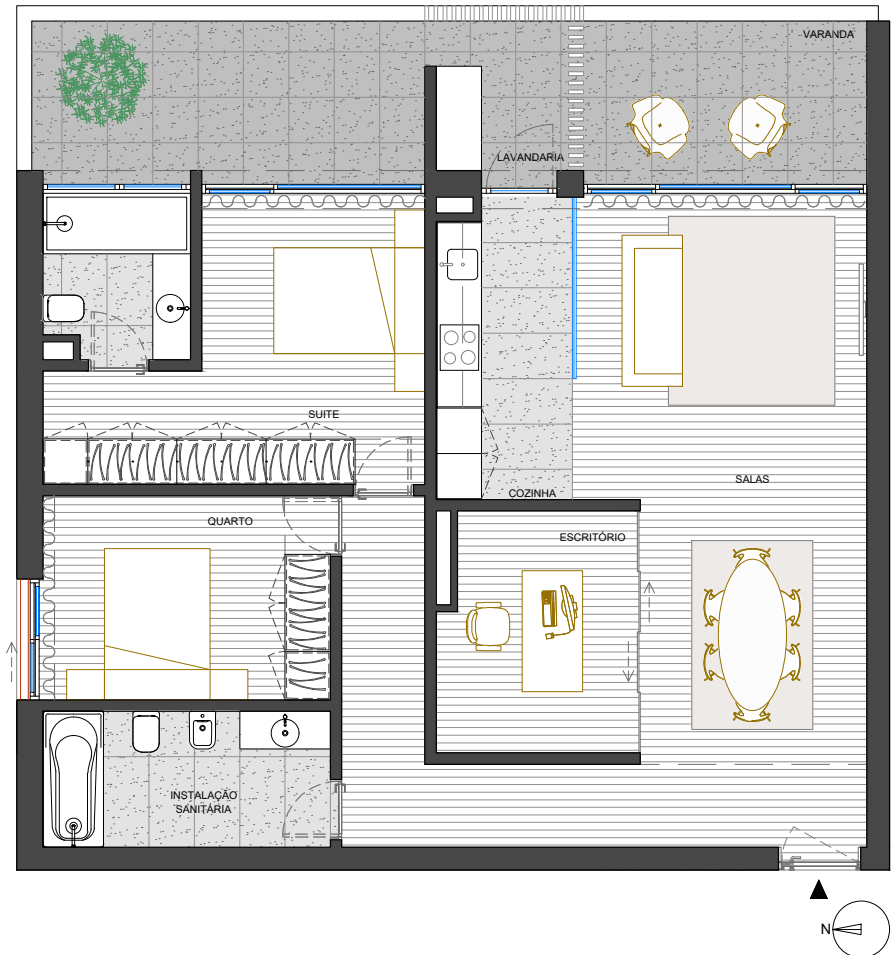 VARANDA
LAVANDARIA
SUITE
COZINHA
SALAS
QUARTO
ESCRITÓRIO
INSTALAÇÃO
SANITÁRIA
N